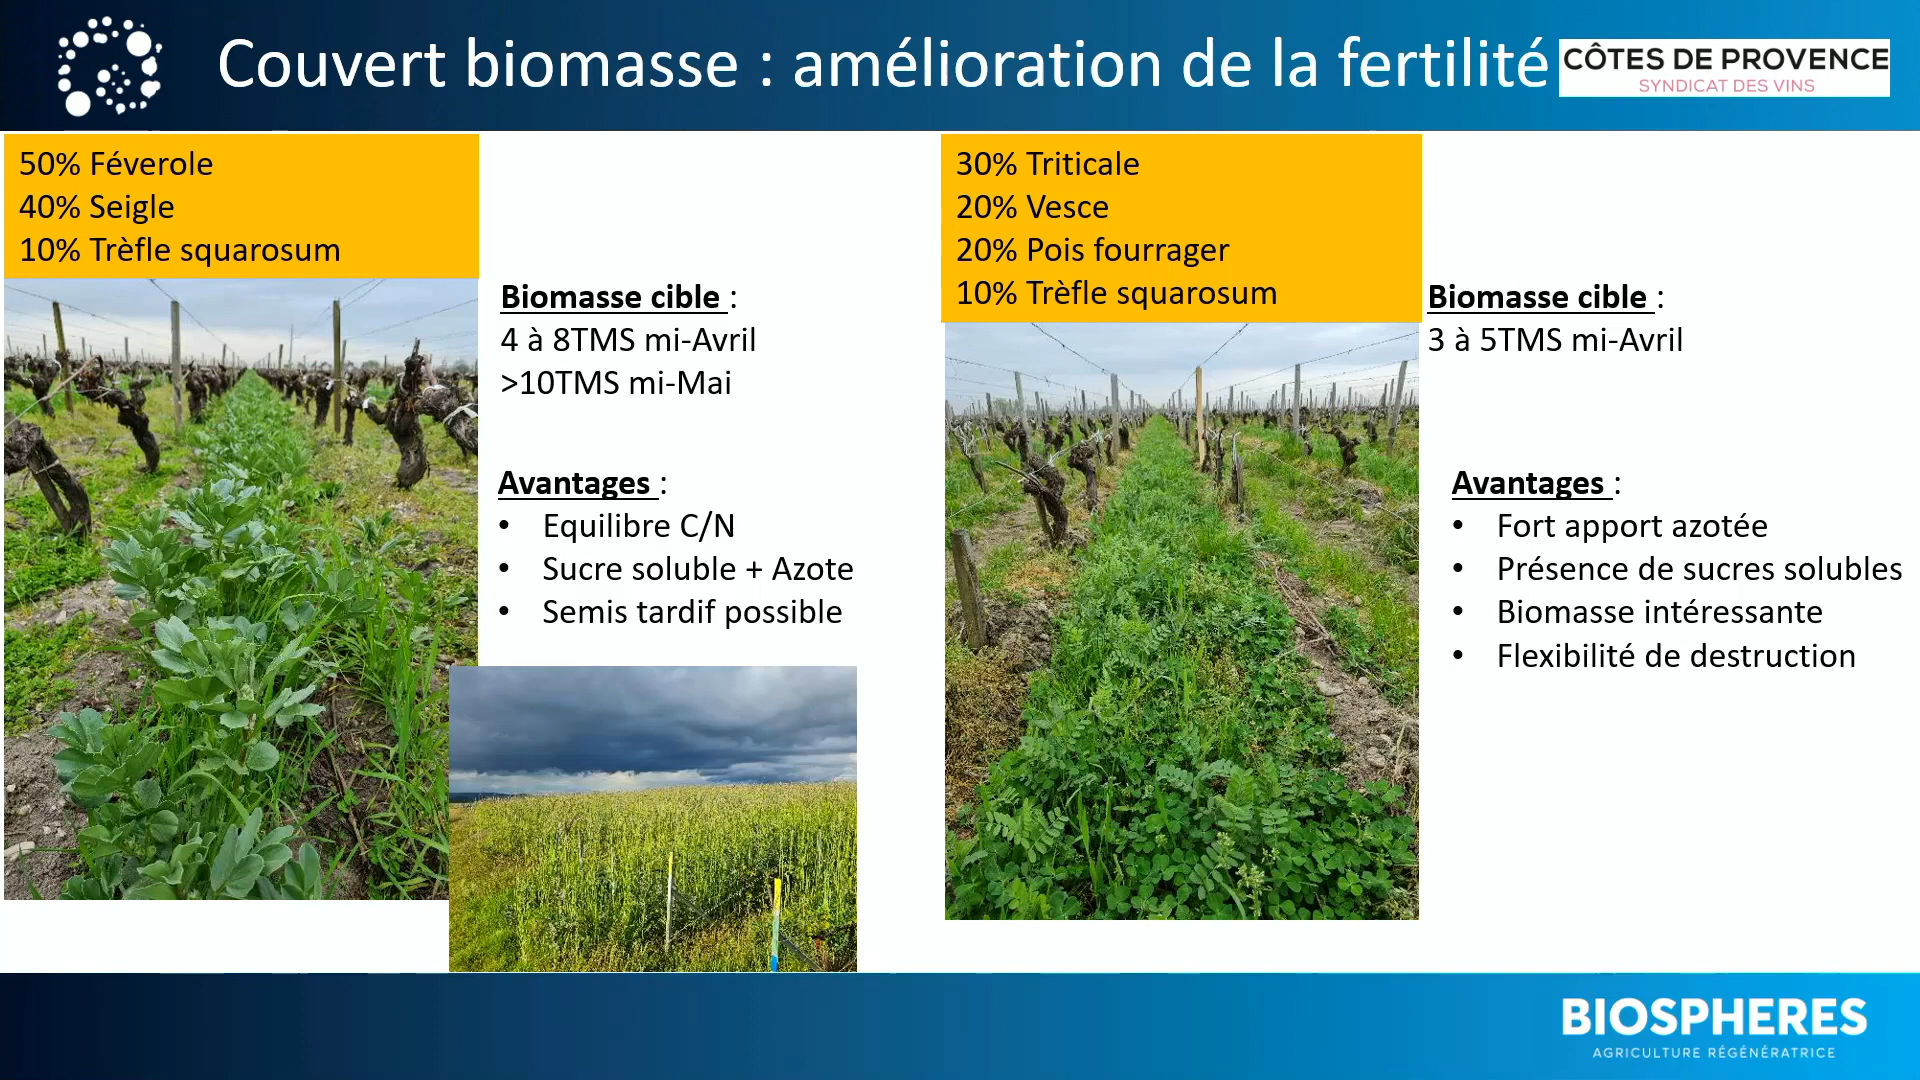 Couvert biomasse : amélioration de la fertilité
CÔTES DE PROVENCE
SYNDICAT DES VINS
50% Féverole
40% Seigle
10% Trèfle squarosum
Biomasse cible :
4 à 8TMS mi-Avril
>10TMS mi-Mai
Avantages :
• Equilibre C/N
• Sucre soluble + Azote
• Semis tardif possible
30% Triticale
20% Vesce
20% Pois fourrager
10% Trèfle squarosum
Biomasse cible :
3 à 5TMS mi-Avril
Avantages :
• Fort apport azotée
• Présence de sucres solubles
• Biomasse intéressante
• Flexibilité de destruction
BIOSPHERES
AGRICULTURE RÉGÉNÉRATRICE